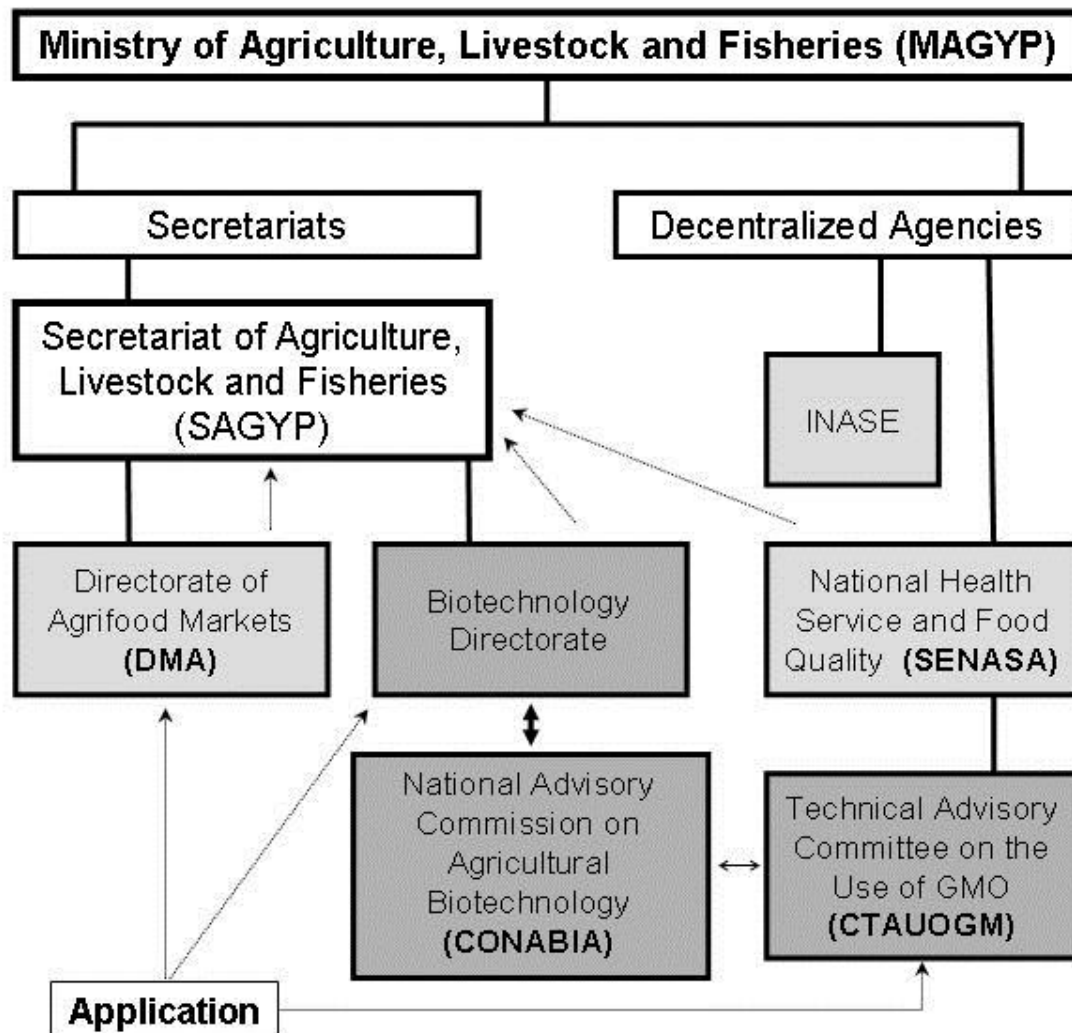 Ministry of Agriculture, Livestock and Fisheries (MAGYP)
Secretariats
Decentralized Agencies
Secretariat of Agriculture,
Livestock and Fisheries
(SAGYP)
INASE
Directorate of
Agrifood Markets
(DMA)
Biotechnology
Directorate
National Health
Service and Food
Quality (SENASA)
National Advisory
Commission on
Agricultural
Biotechnology
(CONABIA)
Technical Advisory
Committee on the
Use of GMO
(CTAUOGM)
Application